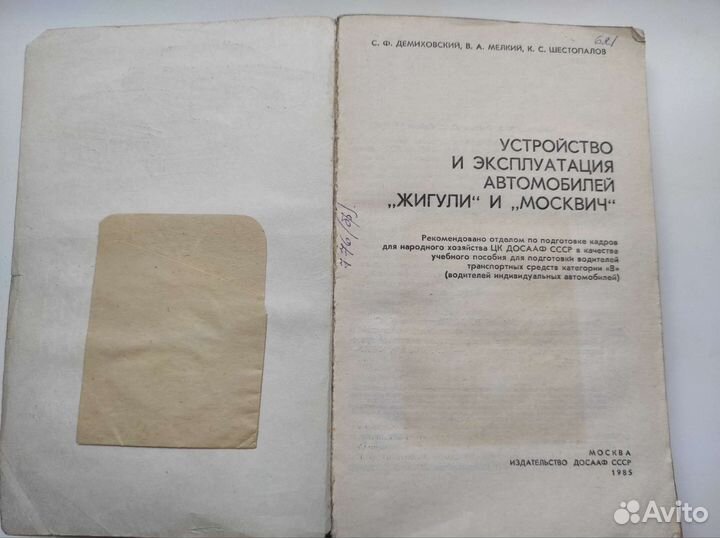 621
С. Ф. ДЕМИХОВСКИЙ, В. А. МЕЛКИЙ, К. С. ШЕСТОПАЛОВ
УСТРОЙСТВО
И ЭКСПЛУАТАЦИЯ
АВТОМОБИЛЕЙ
„ЖИГУЛИ“ И „МОСКВИЧ“
Рекомендовано отделом по подготовке кадров
для народного хозяйства ЦК ДОСААФ СССР в качестве
учебного пособия для подготовки водителей
транспортных средств категории «В»
(водителей индивидуальных автомобилей)
МОСКВА
ИЗДАТЕЛЬСТВО ДОСААФ СССР
1985
Avito